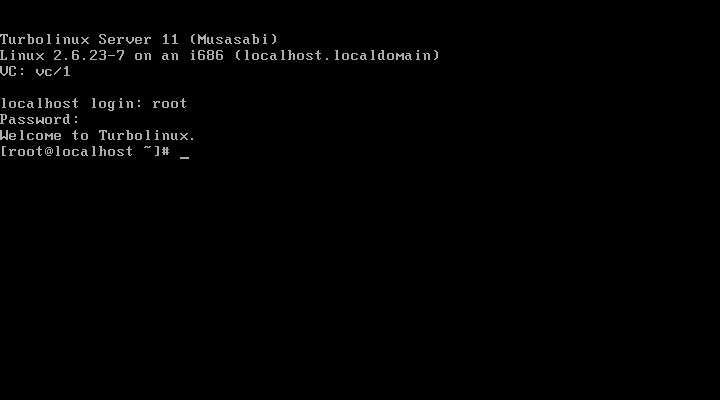 Turbolinux Server 11 (Musasabi)
Linux 2.6.23-7 on an i686 (localhost.localdomain)
VC: vc/1
localhost login: root
Password:
Welcome to Turbolinux.
[root@localhost ~]# _